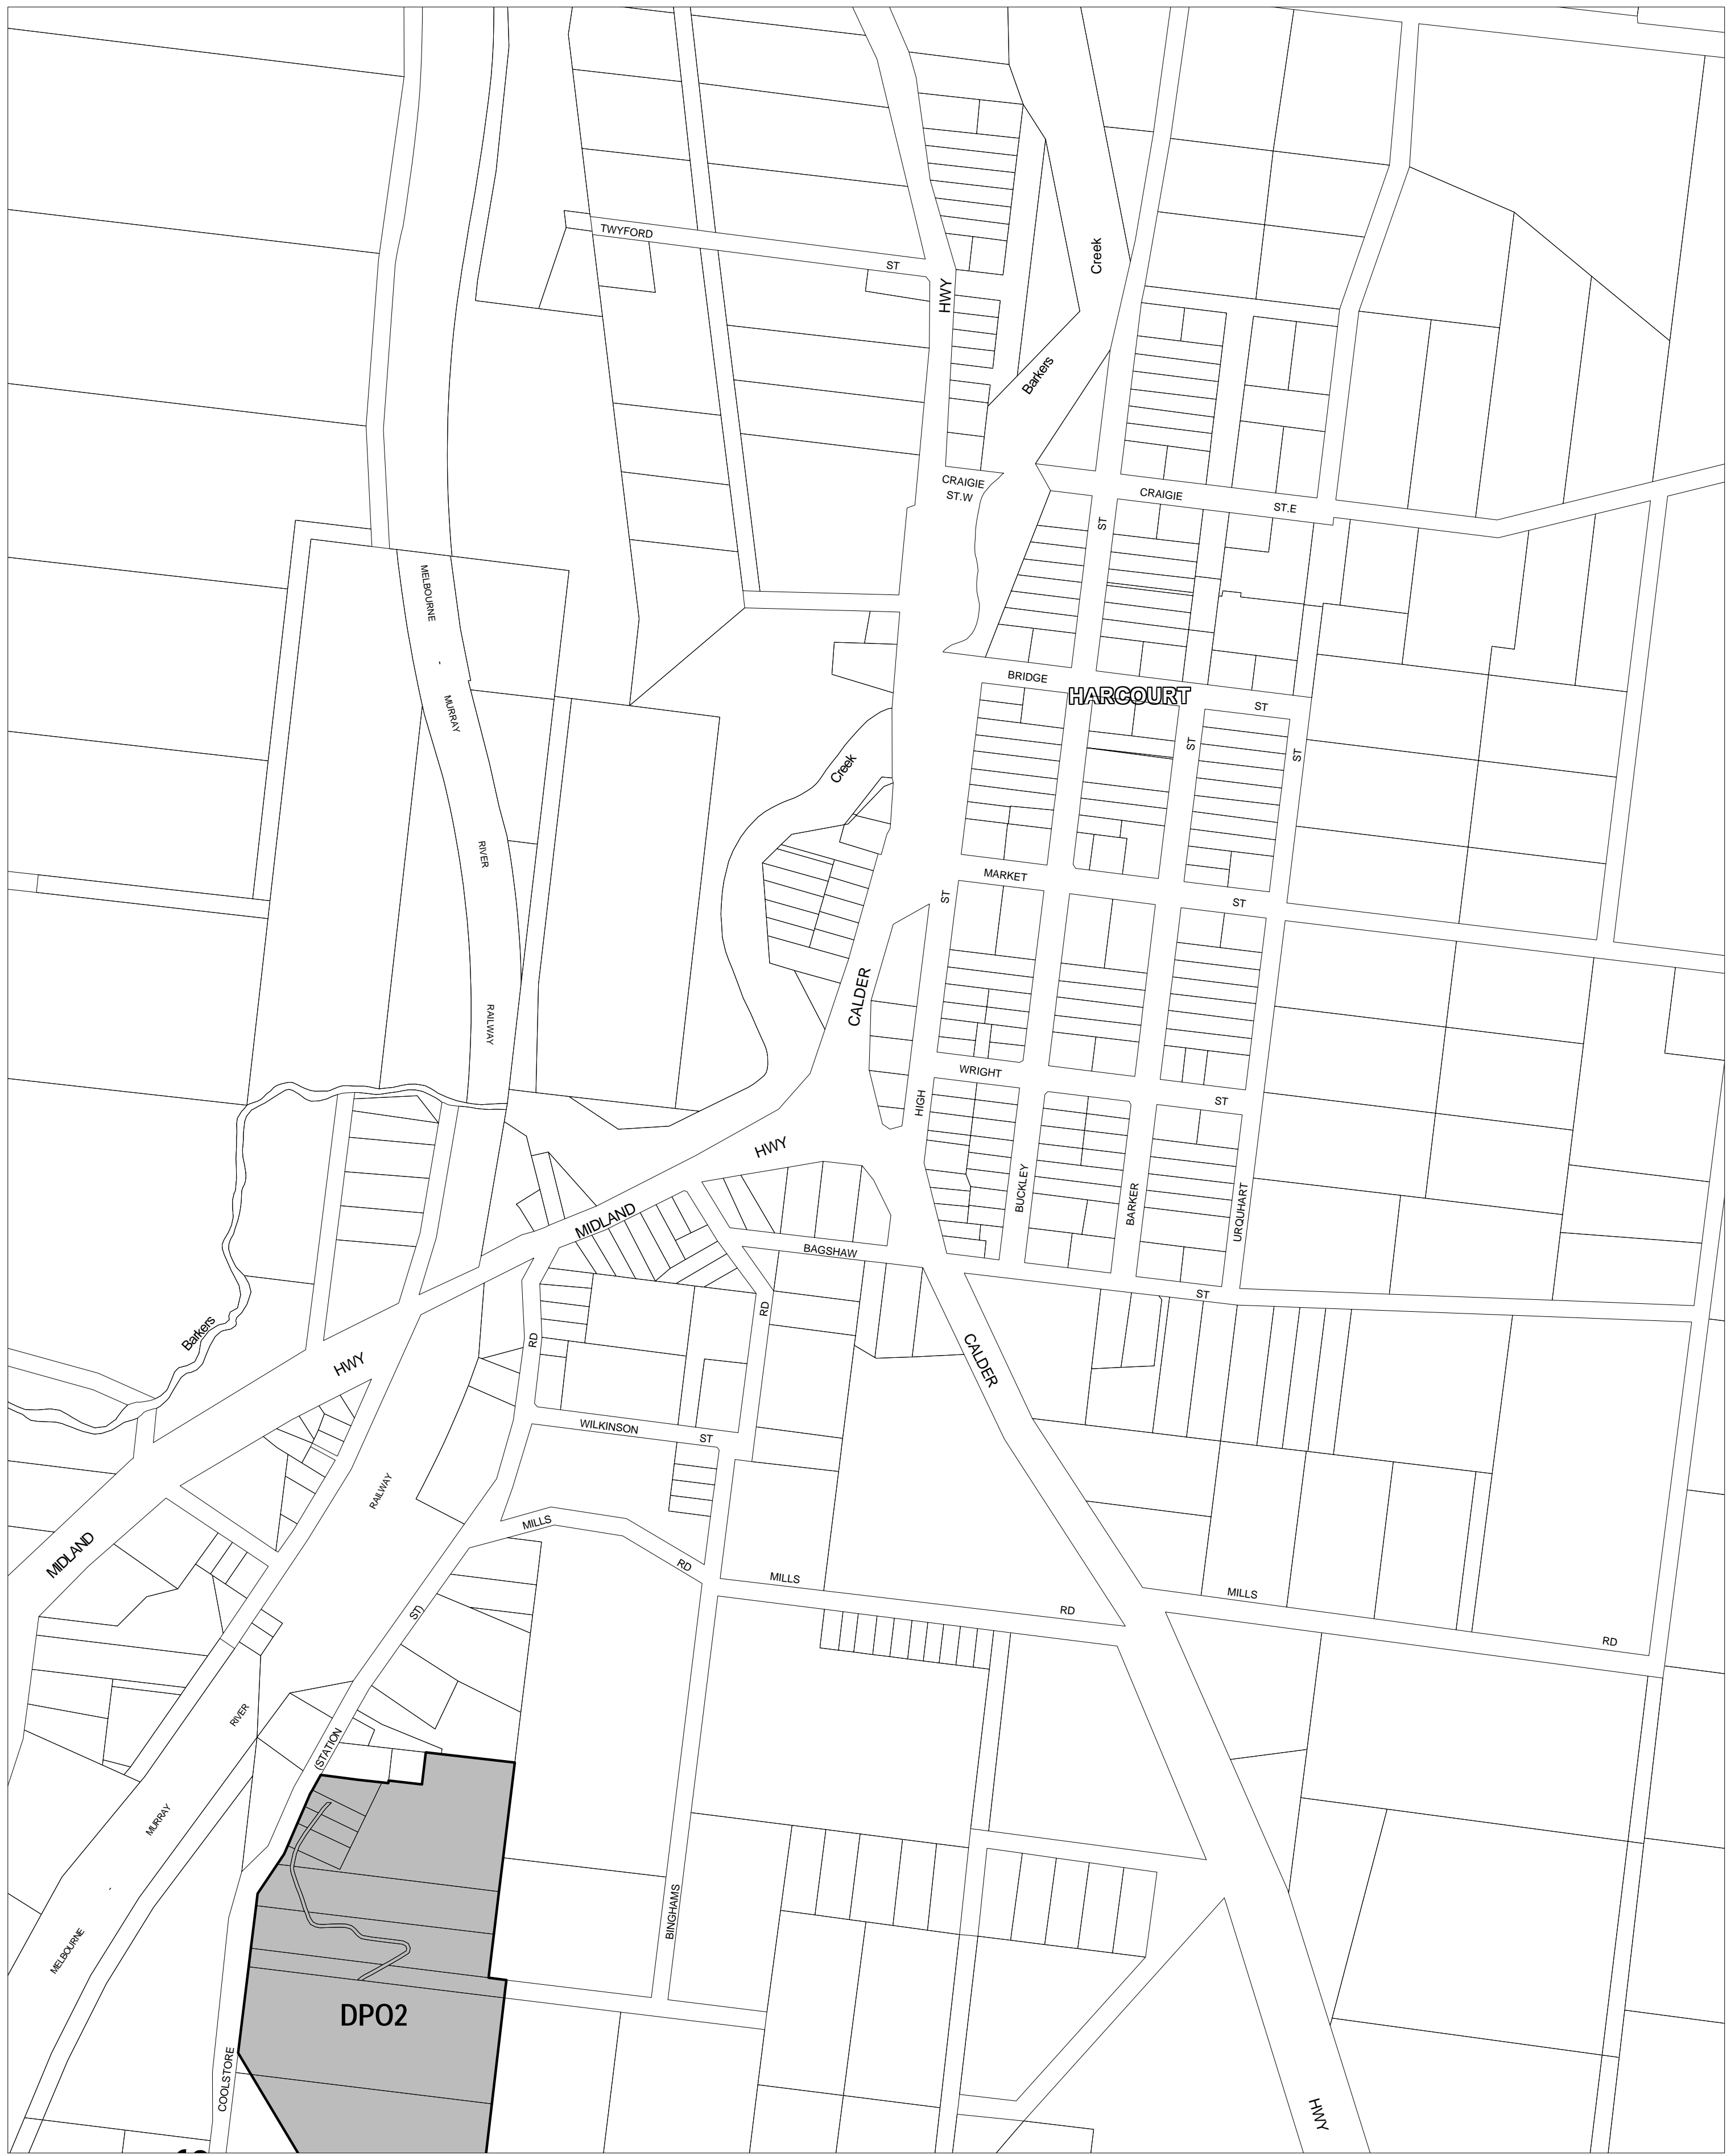 TWYFORD
ST
Creek
HWY
Barkers
CRAIGIE
ST.W
CRAIGIE
ST.E
ST
MELBOURNE
-
MURRAY
RIVER
RAILWAY
BRIDGE
HARCOURT
ST
ST
ST
Creek
MARKET
ST
ST
CALDER
WRIGHT
ST
HIGH
HWY
BUCKLEY
BARKER
URQUHART
MIDLAND
BAGSHAW
ST
RD
RD
Barkers
HWY
CALDER
WILKINSON
ST
RAILWAY
MILLS
RD
MIDLAND
MILLS
RD
MILLS
RD
ST)
(STATION
RIVER
MURRAY
-
MELBOURNE
BINGHAMS
DPO2
COOLSTORE
HWY